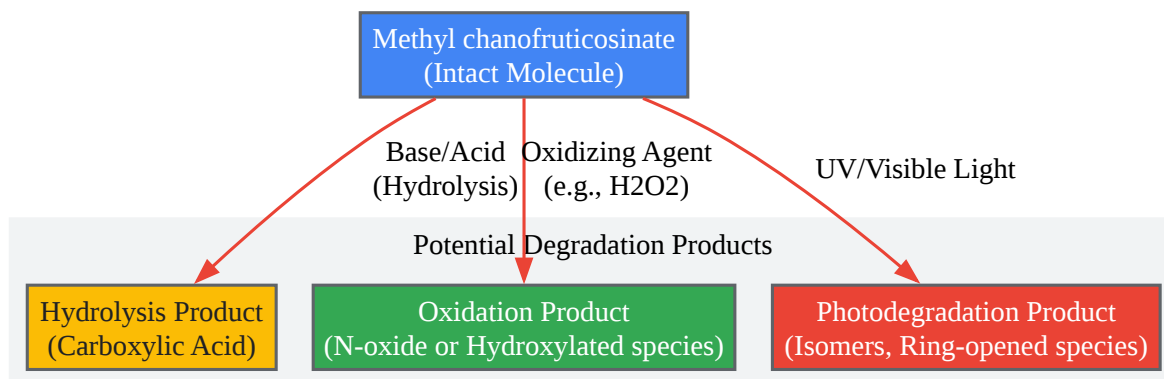 Methyl chanofruticosinate
(Intact Molecule)
Base/Acid
(Hydrolysis)
Oxidizing Agent
(e.g., H2O2)
UV/Visible Light
Potential Degradation Products
Hydrolysis Product
(Carboxylic Acid)
Oxidation Product
(N-oxide or Hydroxylated species)
Photodegradation Product
(Isomers, Ring-opened species)